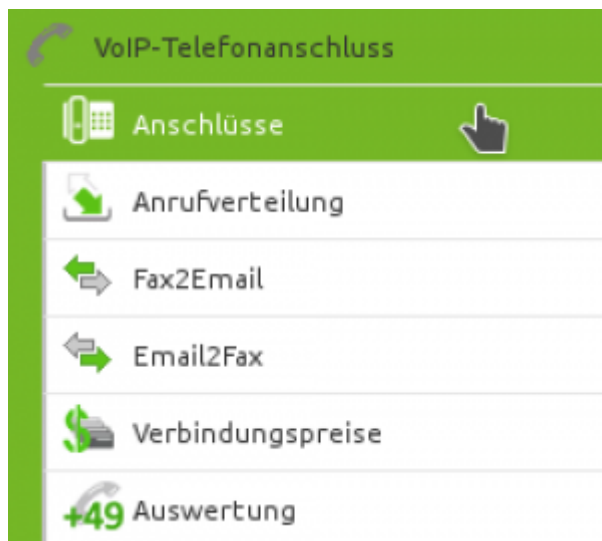 VoIP-Telefonanschluss
Anschlüsse
Anrufverteilung
Fax2Email
Email2Fax
Verbindungspreise
+49 Auswertung